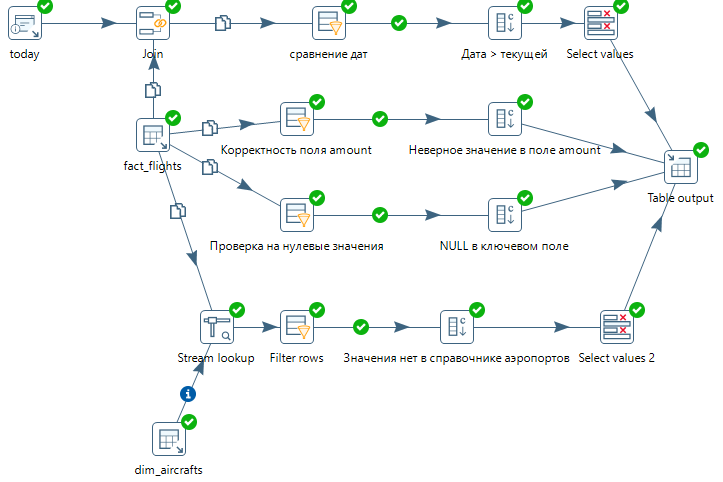 today
Join
сравнение дат
Дата > текущей
Select values
fact_flights
Корректность поля amount
Неверное значение в поле amount
Table output
Проверка на нулевые значения
NULL в ключевом поле
Stream lookup
Filter rows
Значения нет в справочнике аэропортов
Select values 2
dim_aircrafts